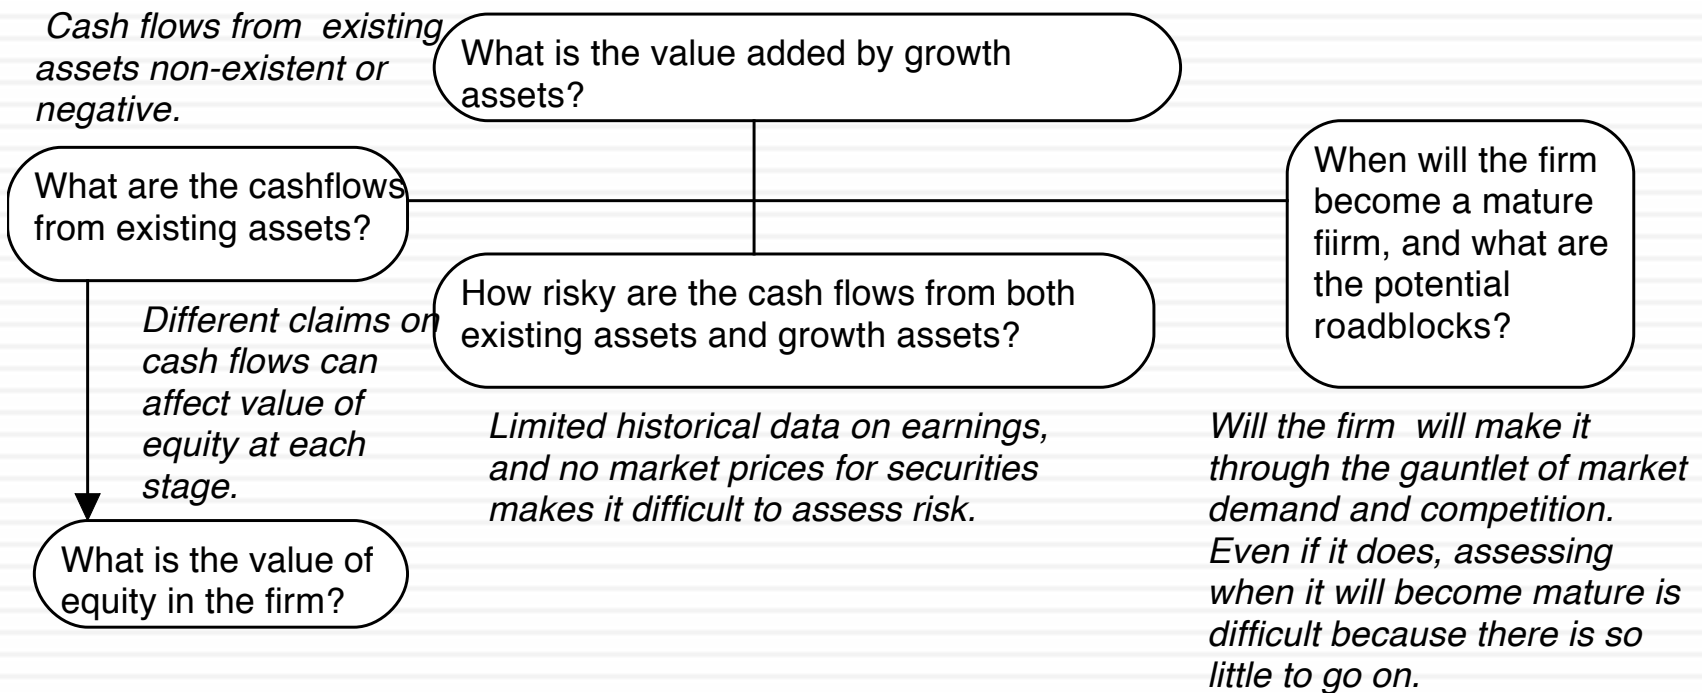 Cash flows from  existing
assets non-existent or
negative.
What is the value added by growth
assets?
What are the cashflows
from existing assets?
When will the firm
become a mature
fiirm, and what are
the potential
roadblocks?
How risky are the cash flows from both
existing assets and growth assets?
Different claims on
cash flows can
affect value of
equity at each
stage.
Limited historical data on earnings,
and no market prices for securities
makes it difficult to assess risk.
Will the firm  will make it
through the gauntlet of market
demand and competition.
Even if it does, assessing
when it will become mature is
difficult because there is so
little to go on.
What is the value of
equity in the firm?